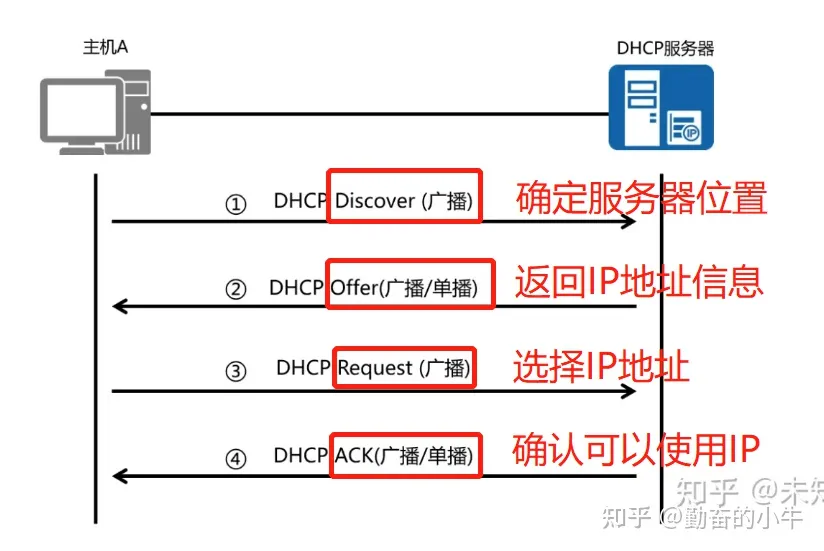 主机A
DHCP服务器
IP
① DHCP Discover (广播) 确定服务器位置
② DHCP Offer(广播/单播) 返回IP地址信息
③ DHCP Request (广播) 选择IP地址
④ DHCP ACK(广播/单播) 确认可以使用IP
知乎 @未知
知乎 @勤奋的小牛